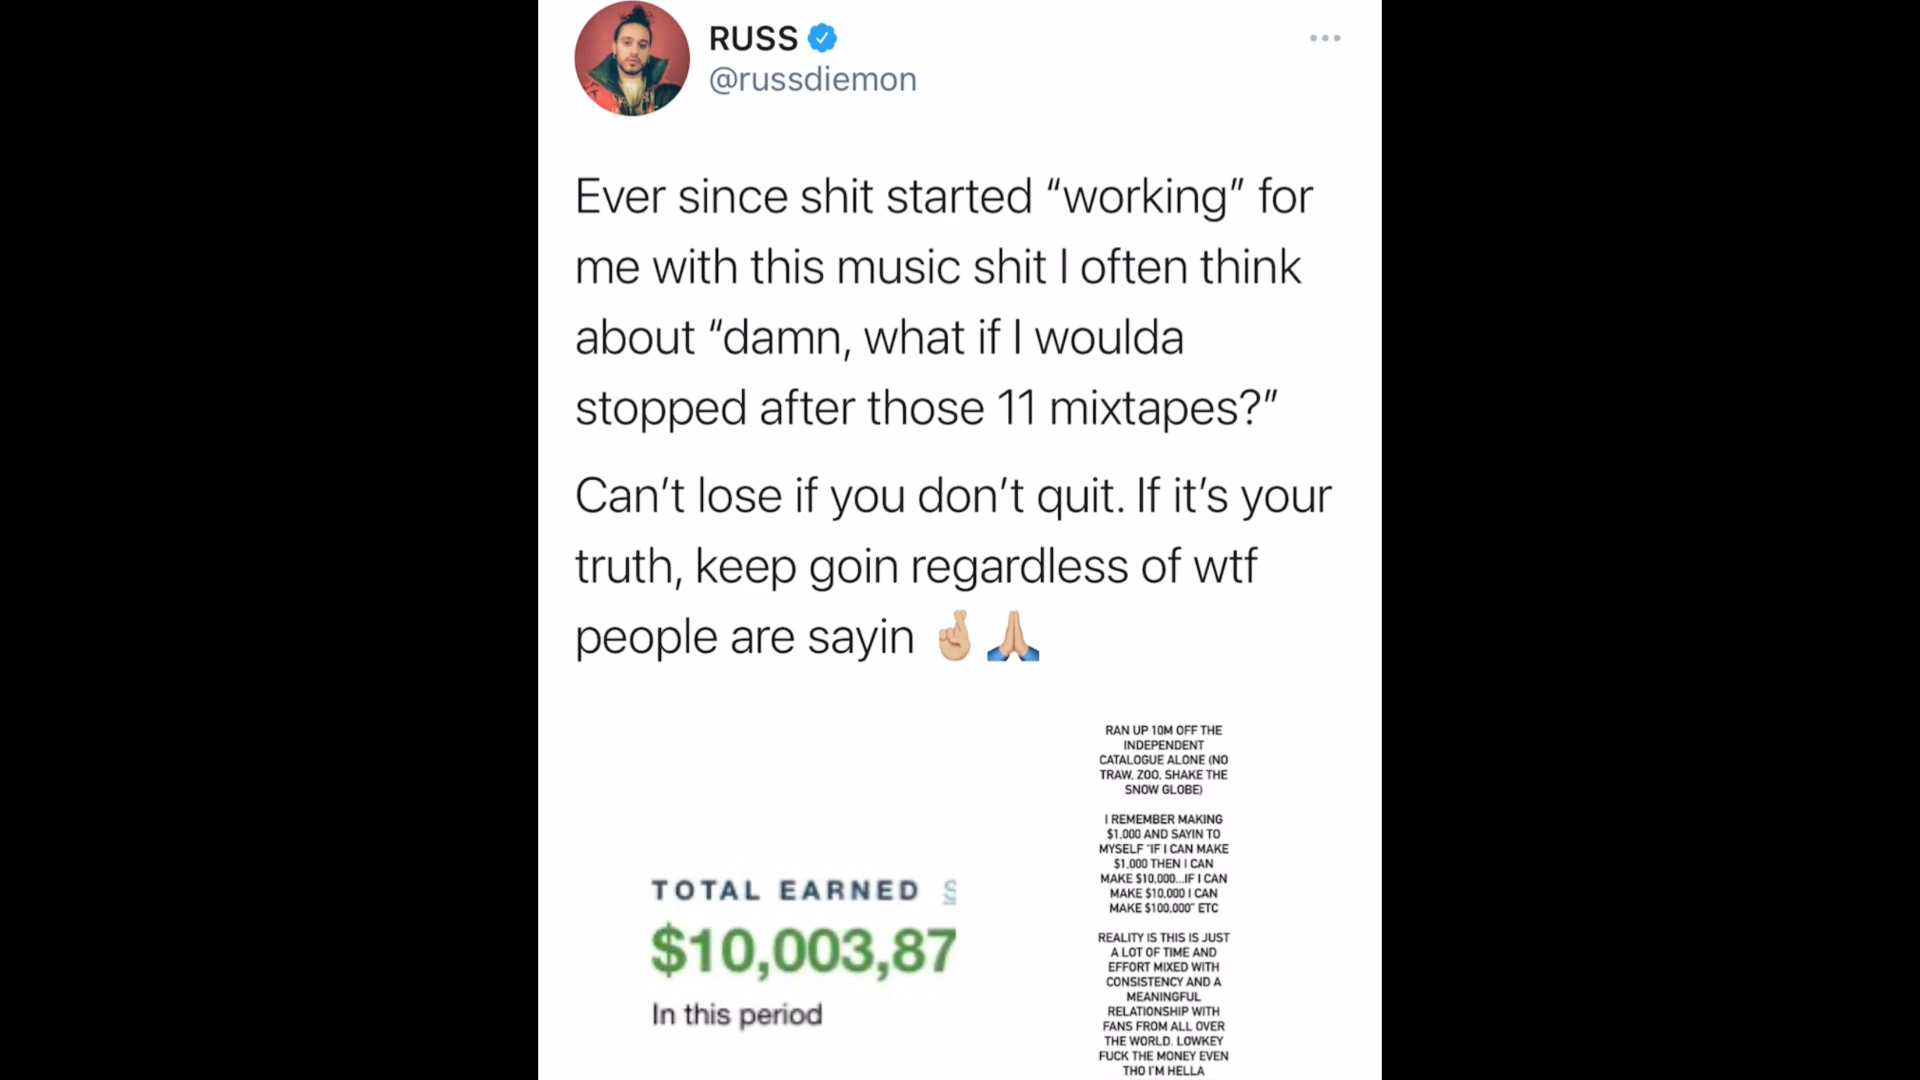 RUSS
@russdiemon
Ever since shit started “working” for
me with this music shit I often think
about “damn, what if I woulda
stopped after those 11 mixtapes?”
Can’t lose if you don’t quit. If it’s your
truth, keep goin regardless of wtf
people are sayin 🤞🏼🙏🏼
TOTAL EARNED
$10,003,87
In this period
RAN UP 10M OFF THE
INDEPENDENT
CATALOGUE ALONE (NO
TRAW, ZOO, SHAKE THE
SNOW GLOBE)
I REMEMBER MAKING
$1,000 AND SAYIN TO
MYSELF "IF I CAN MAKE
$1,000 THEN I CAN
MAKE $10,000...IF I CAN
MAKE $10,000 I CAN
MAKE $100,000" ETC
REALITY IS THIS IS JUST
A LOT OF TIME AND
EFFORT MIXED WITH
CONSISTENCY AND A
MEANINGFUL
RELATIONSHIP WITH
FANS FROM ALL OVER
THE WORLD. LOWKEY
FUCK THE MONEY EVEN
THO I'M HELLA